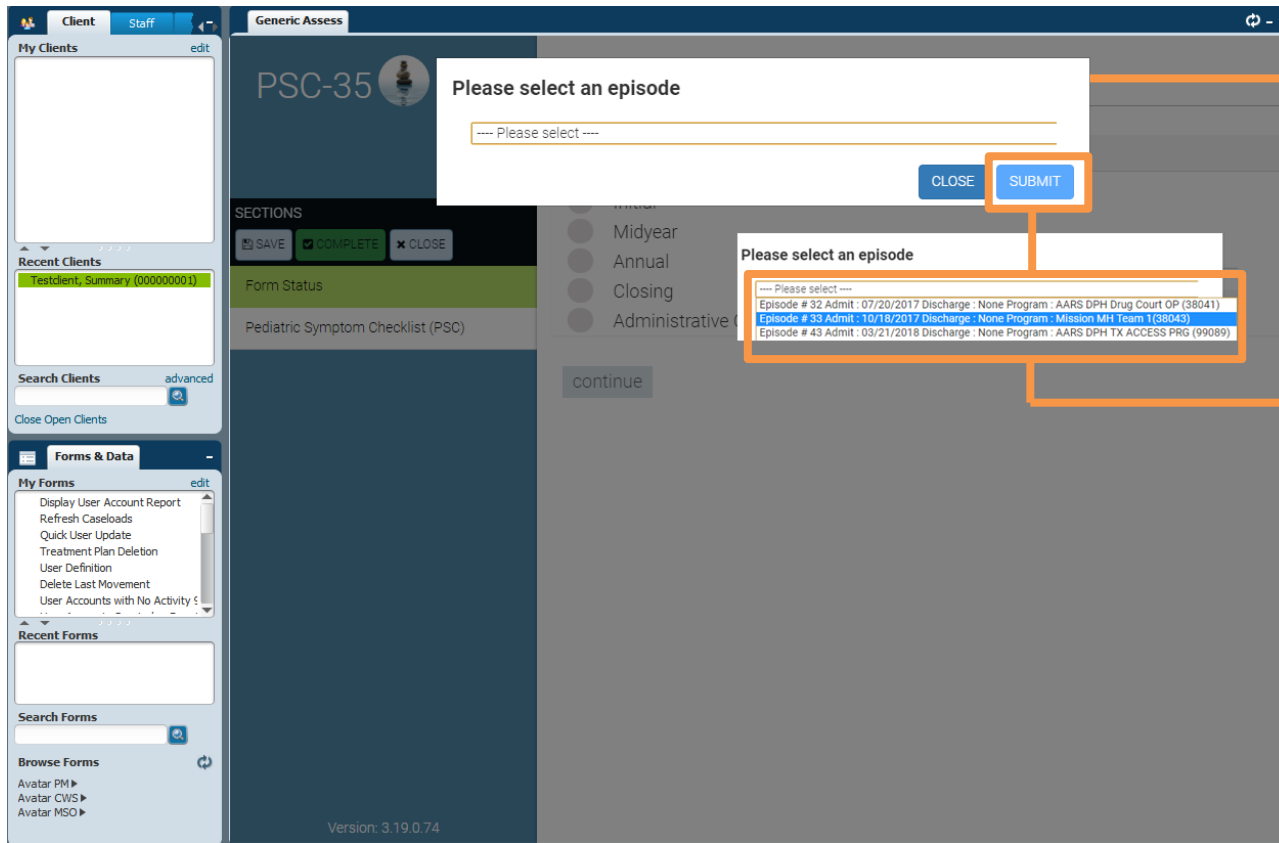 Client
Staff
My Clients edit
Recent Clients
Testclient, Summary (000000001)
Search Clients advanced
Close Open Clients
Forms & Data
My Forms edit
Display User Account Report
Refresh Caseloads
Quick User Update
Treatment Plan Deletion
User Definition
Delete Last Movement
User Accounts with No Activity 9
Recent Forms
Search Forms
Browse Forms
Avatar PM
Avatar CWS
Avatar MSO
Generic Assess
PSC-35
SECTIONS
SAVE COMPLETE CLOSE
Form Status
Pediatric Symptom Checklist (PSC)
Version: 3.19.0.74
Please select an episode
---- Please select ----
CLOSE SUBMIT
Initial
Midyear
Annual
Closing
Administrative
continue
Please select an episode
---- Please select ----
Episode # 32 Admit : 07/20/2017 Discharge : None Program : AARS DPH Drug Court OP (38041)
Episode # 33 Admit : 10/18/2017 Discharge : None Program : Mission MH Team 1(38043)
Episode # 43 Admit : 03/21/2018 Discharge : None Program : AARS DPH TX ACCESS PRG (99089)